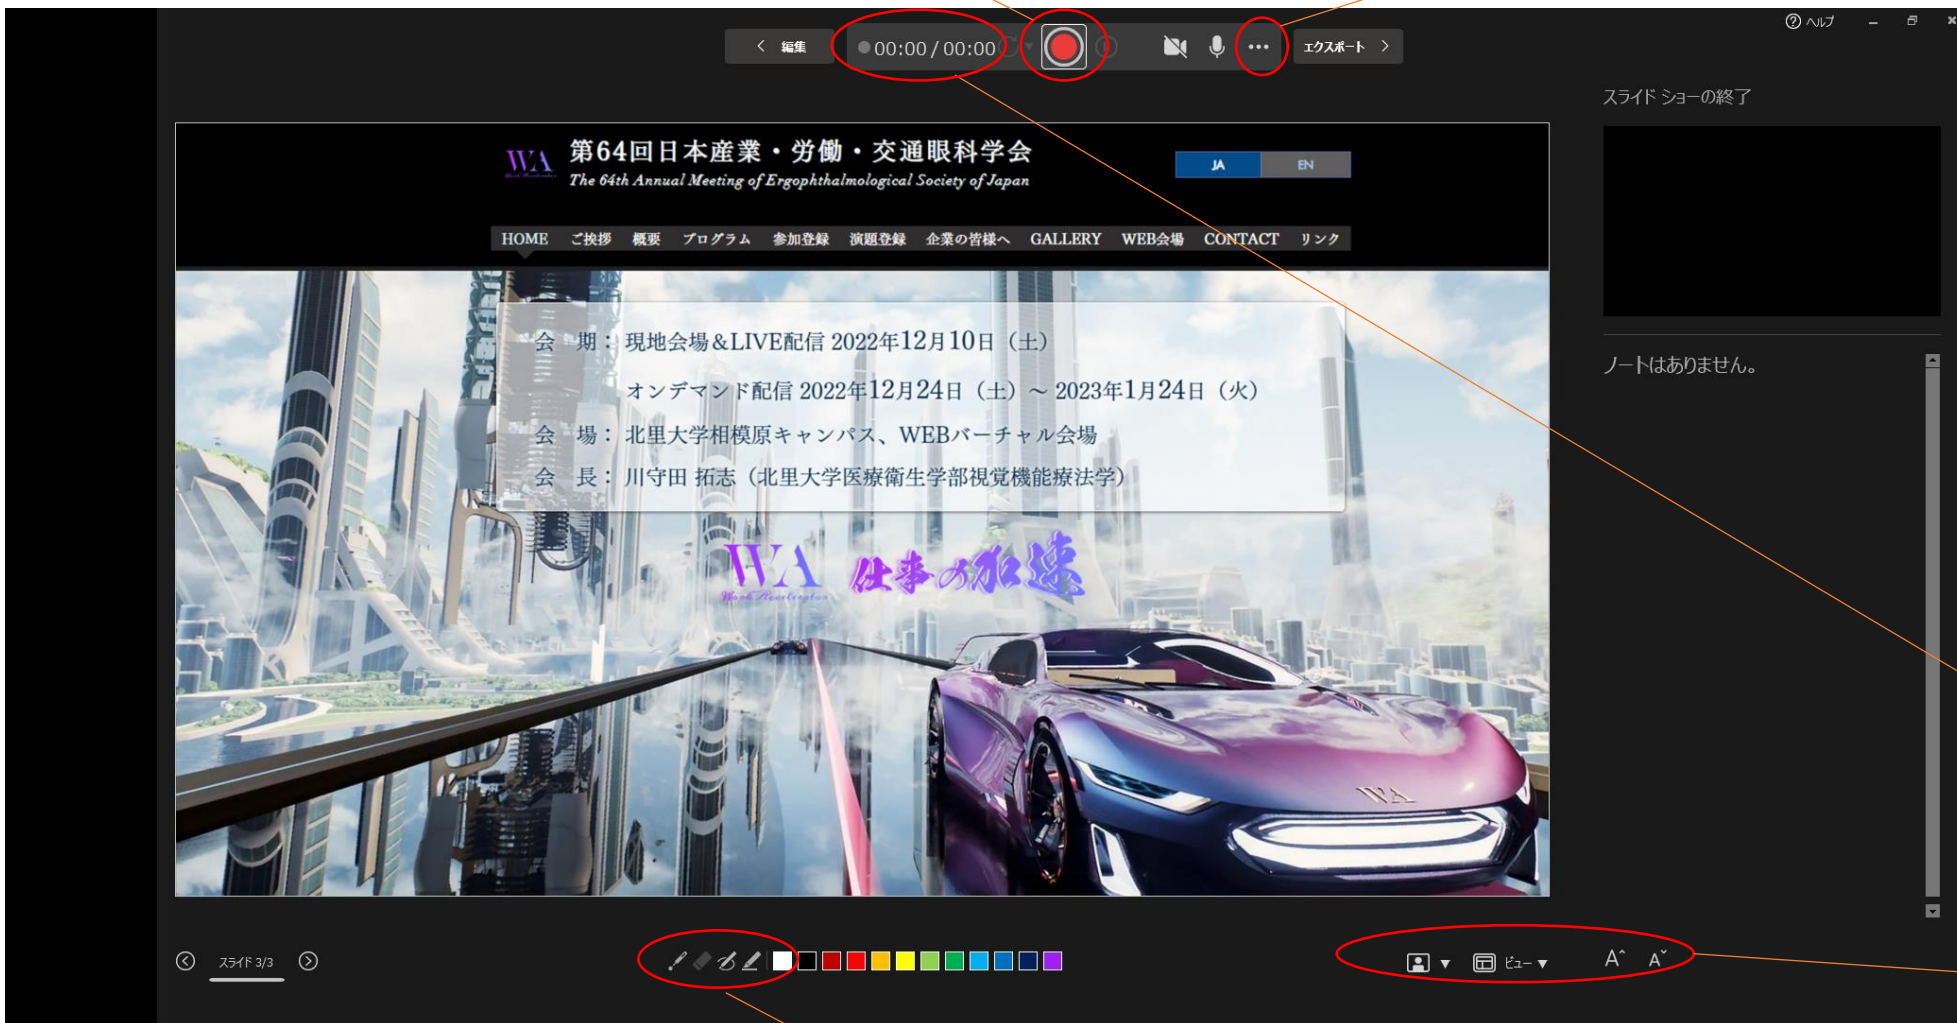 ヘルプ
編集
00:00 / 00:00
エクスポート
スライド ショーの終了
WA
第64回日本産業・労働・交通眼科学会
The 64th Annual Meeting of Ergophthalmological Society of Japan
JA EN
HOME ご挨拶 概要 プログラム 参加登録 演題登録 企業の皆様へ GALLERY WEB会場 CONTACT リンク
会 期： 現地会場＆LIVE配信 2022年12月10日（土）
オンデマンド配信 2022年12月24日（土）～ 2023年1月24日（火）
会 場： 北里大学相模原キャンパス、WEBバーチャル会場
会 長： 川守田 拓志（北里大学医療衛生学部視覚機能療法学）
ノートはありません。
WA 仕事の加速
Work Accelerator
WA
スライド 3/3
ビュー
A A